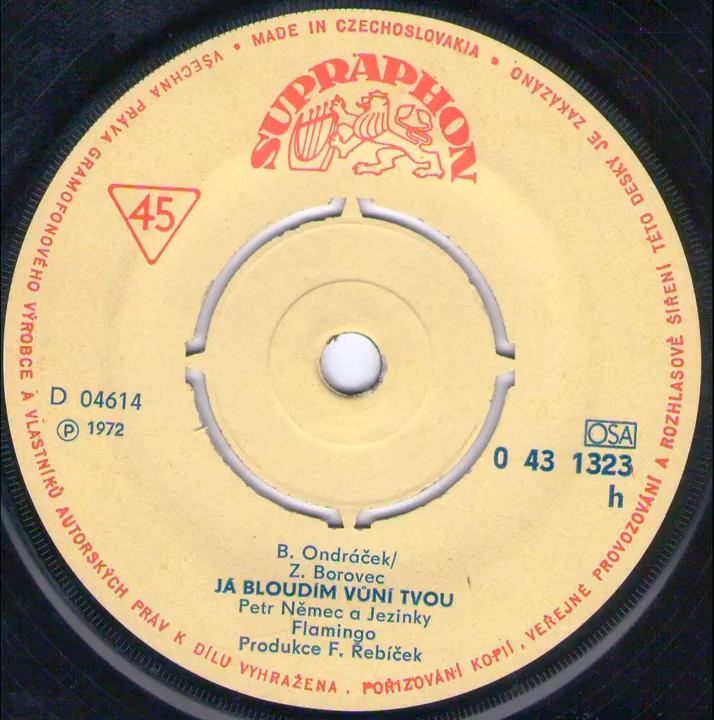 MADE IN CZECHOSLOVAKIA
SUPRAPHON
45
D 04614
Ⓟ 1972
OSA
0 43 1323
h
B. Ondráček/
Z. Borovec
JÁ BLOUDÍM VŮNÍ TVOU
Petr Němec a Jezinky
Flamingo
Produkce F. Řebíček
VŠECHNA PRÁVA GRAMOFONOVÉHO VÝROBCE A VLASTNÍKŮ AUTORSKÝCH PRÁV K DÍLU VYHRAŽENA. POŘIZOVÁNÍ KOPIÍ, VEŘEJNÉ PROVOZOVÁNÍ A ROZHLASOVÉ ŠÍŘENÍ TÉTO DESKY JE ZAKÁZÁNO